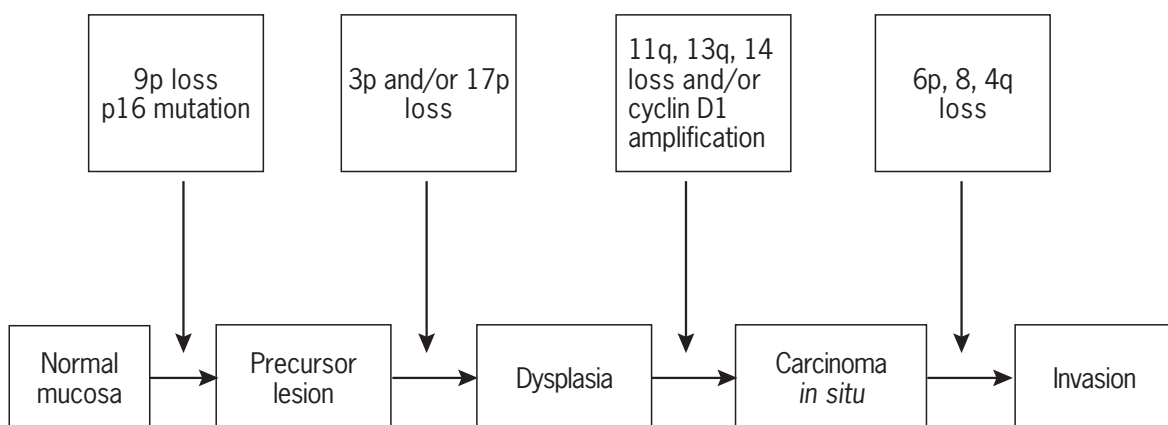 9p loss
p16 mutation
3p and/or 17p
loss
11q, 13q, 14
loss and/or
cyclin D1
amplification
6p, 8, 4q
loss
Normal
mucosa
Precursor
lesion
Dysplasia
Carcinoma
in situ
Invasion